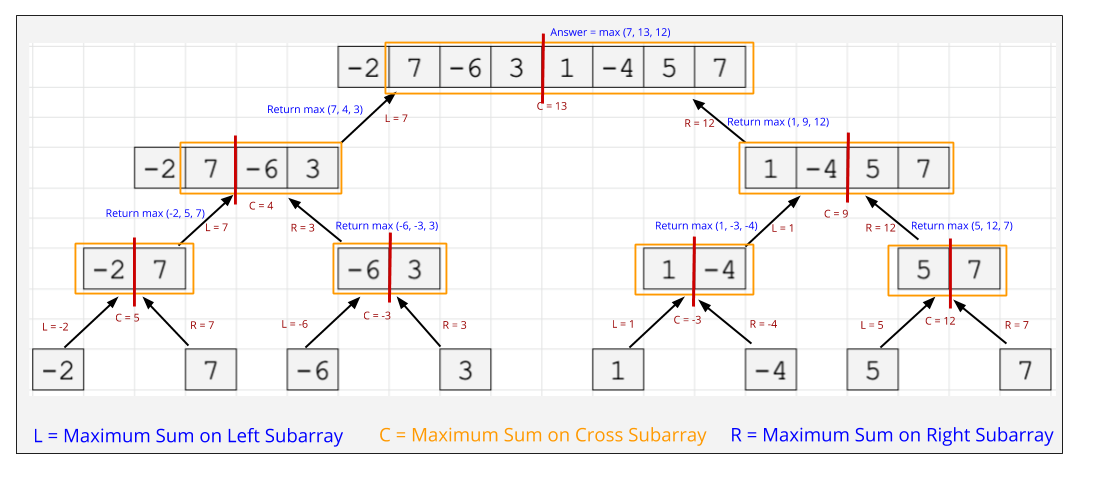 Answer = max (7, 13, 12)
-2 7 -6 3 1 -4 5 7
C = 13
Return max (7, 4, 3)
L = 7
R = 12
Return max (1, 9, 12)
-2 7 -6 3
1 -4 5 7
C = 4
C = 9
Return max (-2, 5, 7)
L = 7
R = 3
Return max (-6, -3, 3)
Return max (1, -3, -4)
L = 1
R = 12
Return max (5, 12, 7)
-2 7
-6 3
1 -4
5 7
L = -2
C = 5
R = 7
L = -6
C = -3
R = 3
L = 1
C = -3
R = -4
L = 5
C = 12
R = 7
-2
7
-6
3
1
-4
5
7
L = Maximum Sum on Left Subarray
C = Maximum Sum on Cross Subarray
R = Maximum Sum on Right Subarray